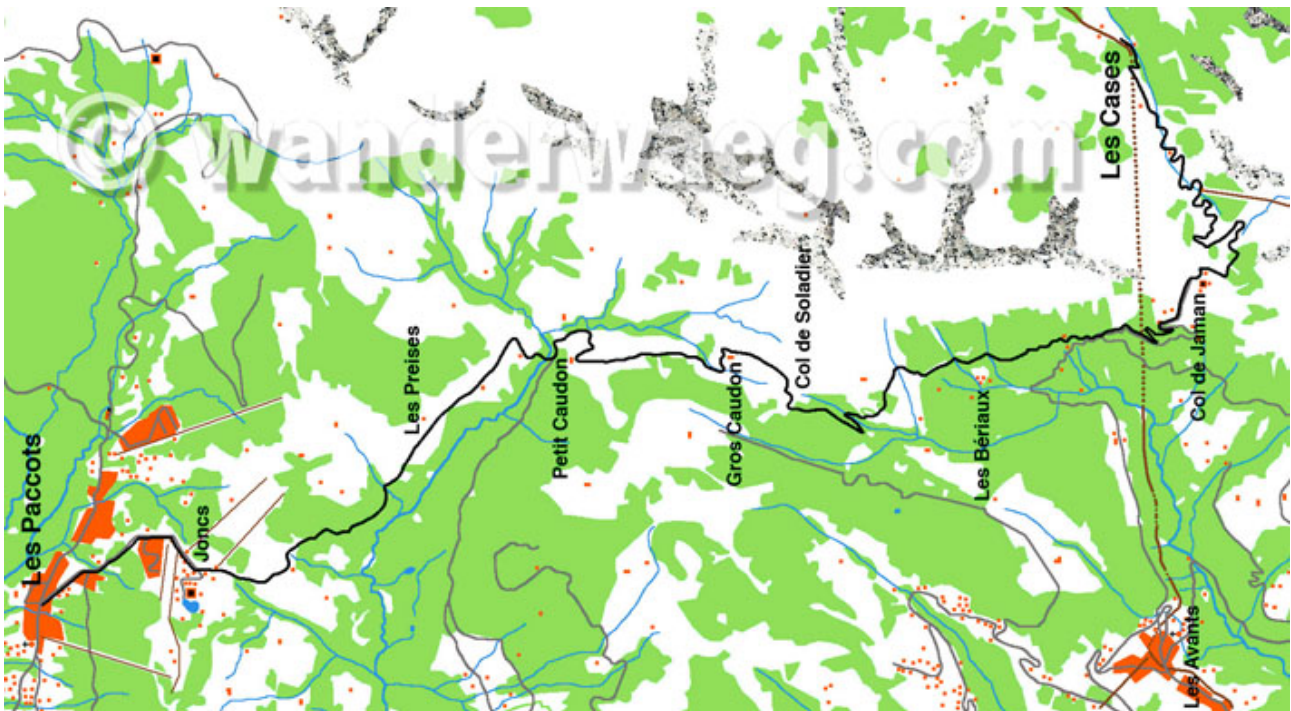 © wanderwaeg.com
Les Paccots
Joncs
Les Preises
Petit Caudon
Gros Caudon
Col de Soladier
Les Bériaux
Les Cases
Col de Jaman
Les Avants